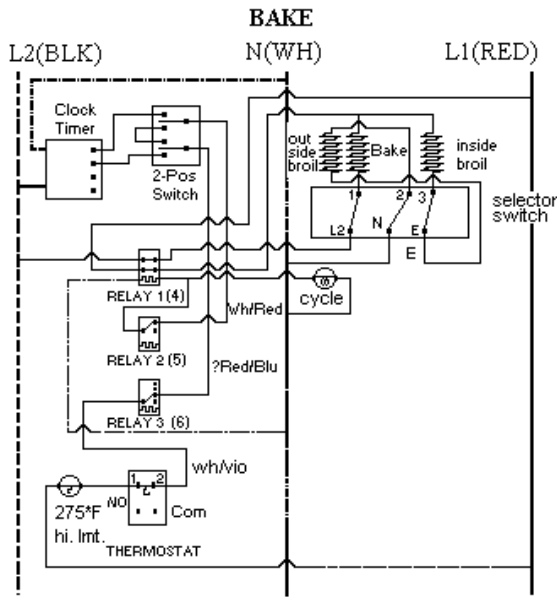 BAKE
L2(BLK) N(WH) L1(RED)
Clock
Timer
2-Pos
Switch
out
side
broil
Bake
inside
broil
1 2 3
L2 N E
selector
switch
E
RELAY 1(4)
cycle
Wh/Red
RELAY 2 (5)
?Red/Blu
RELAY 3 (6)
wh/vio
1 2
NO
Com
275*F
hi. lmt.
THERMOSTAT